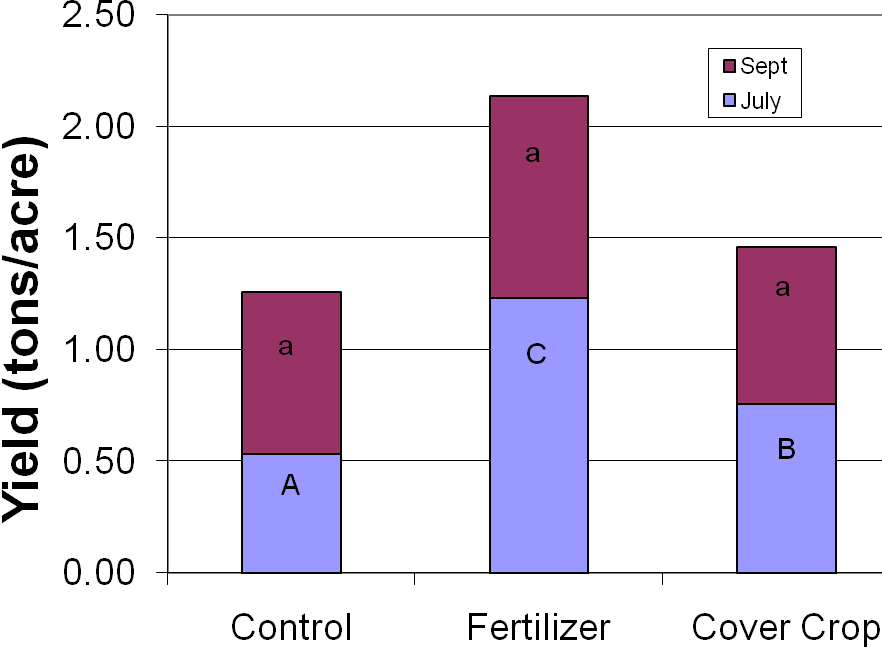 Yield (tons/acre)
2.50
2.00
1.50
1.00
0.50
0.00
Sept
July
a
A
a
C
a
B
Control
Fertilizer
Cover Crop